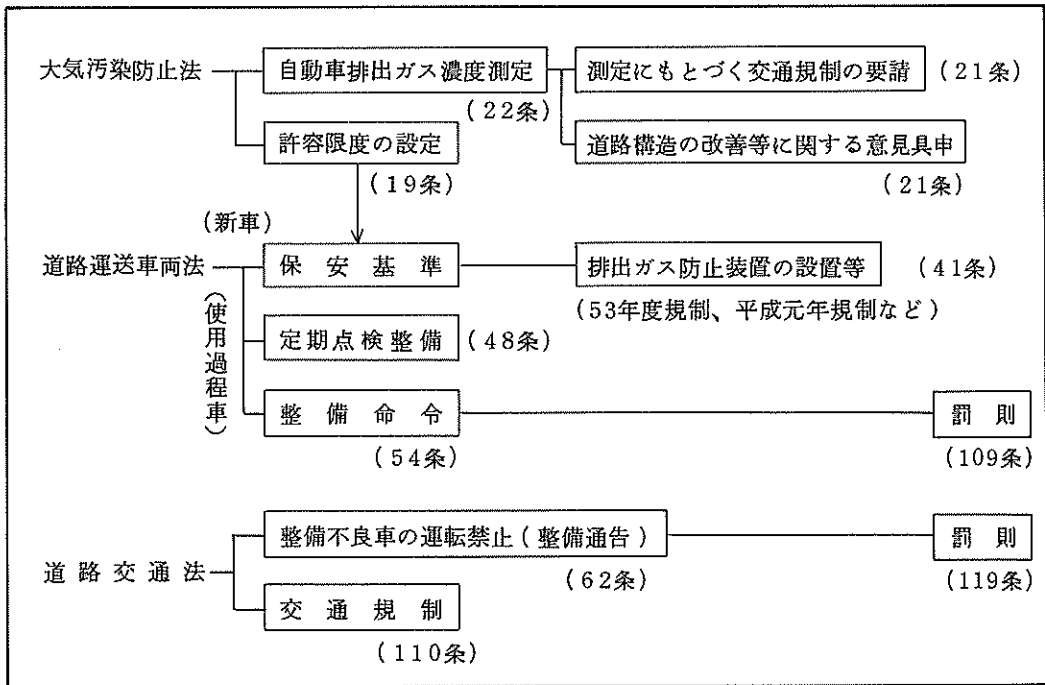 大気汚染防止法 自動車排出ガス濃度測定 測定にもとづく交通規制の要請 (21条)
(22条)
許容限度の設定 道路構造の改善等に関する意見具申
(19条) (21条)
(新車)
道路運送車両法 保安基準 排出ガス防止装置の設置等 (41条)
(53年度規制、平成元年規制など)
(使用過程車)
定期点検整備 (48条)
整備命令 罰則
(54条) (109条)
整備不良車の運転禁止(整備通告) 罰則
道路交通法 (62条) (119条)
交通規制
(110条)